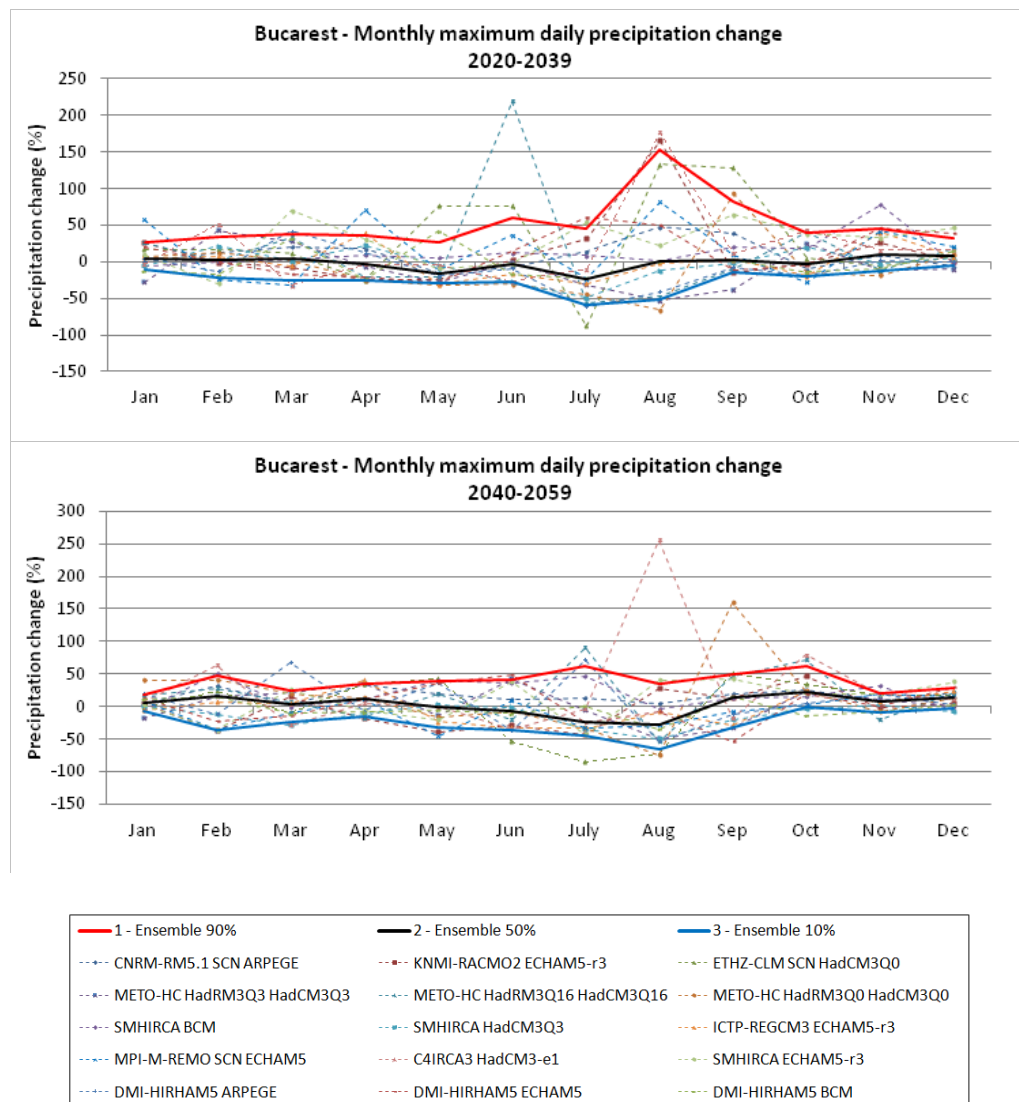 Bucarest - Monthly maximum daily precipitation change
2020-2039
Precipitation change (%)
250
200
150
100
50
0
-50
-100
-150
Jan Feb Mar Apr May Jun July Aug Sep Oct Nov Dec
Bucarest - Monthly maximum daily precipitation change
2040-2059
Precipitation change (%)
300
250
200
150
100
50
0
-50
-100
-150
Jan Feb Mar Apr May Jun July Aug Sep Oct Nov Dec
1 - Ensemble 90% 2 - Ensemble 50% 3 - Ensemble 10%
CNRM-RM5.1 SCN ARPEGE KNMI-RACMO2 ECHAM5-r3 ETHZ-CLM SCN HadCM3Q0
METO-HC HadRM3Q3 HadCM3Q3 METO-HC HadRM3Q16 HadCM3Q16 METO-HC HadRM3Q0 HadCM3Q0
SMHIRCA BCM SMHIRCA HadCM3Q3 ICTP-REGCM3 ECHAM5-r3
MPI-M-REMO SCN ECHAM5 C4IRCA3 HadCM3-e1 SMHIRCA ECHAM5-r3
DMI-HIRHAM5 ARPEGE DMI-HIRHAM5 ECHAM5 DMI-HIRHAM5 BCM